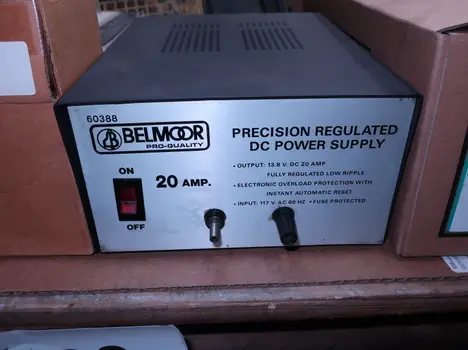 60388
BELMOOR
PRO-QUALITY
PRECISION REGULATED
DC POWER SUPPLY
• OUTPUT: 13.8 V. DC 20 AMP
FULLY REGULATED LOW RIPPLE
• ELECTRONIC OVERLOAD PROTECTION WITH
INSTANT AUTOMATIC RESET
• INPUT: 117 V. AC 60 HZ • FUSE PROTECTED
ON
20 AMP.
OFF